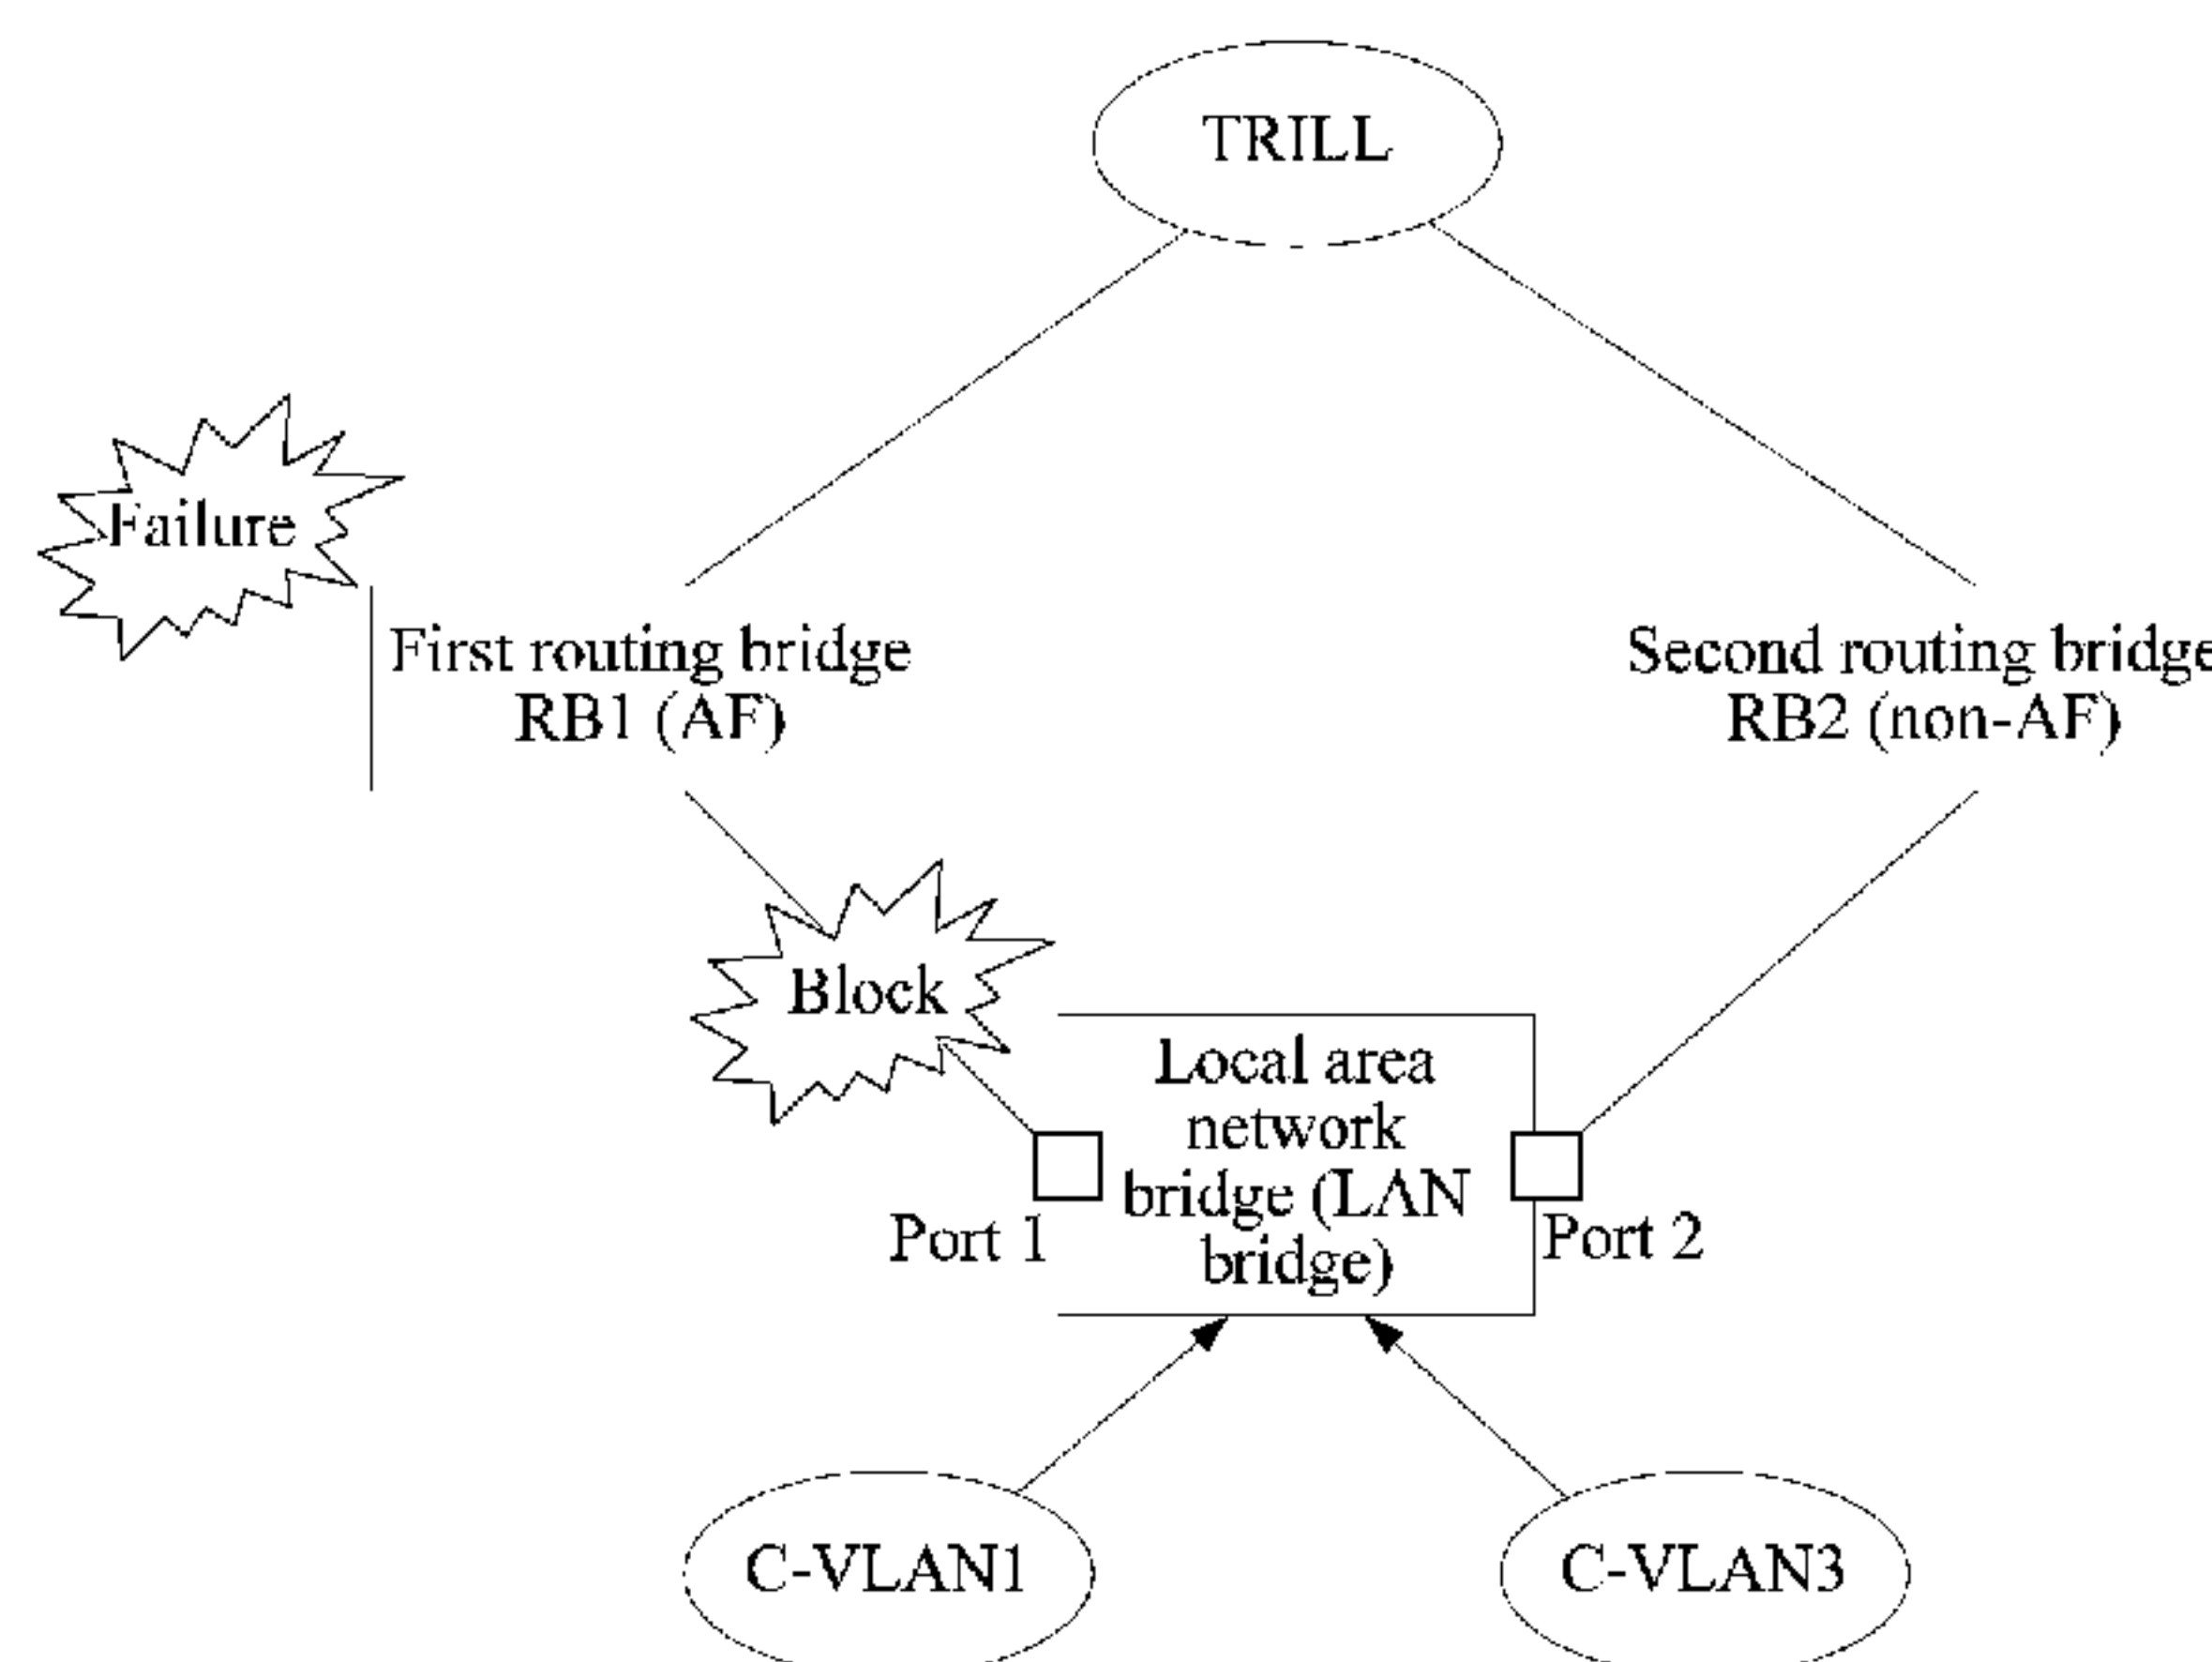 TRILL
Failure
First routing bridge
RB1 (AF)
Second routing bridge
RB2 (non-AF)
Block
Local area
network
bridge (LAN
bridge)
Port 1
Port 2
C-VLAN1
C-VLAN3